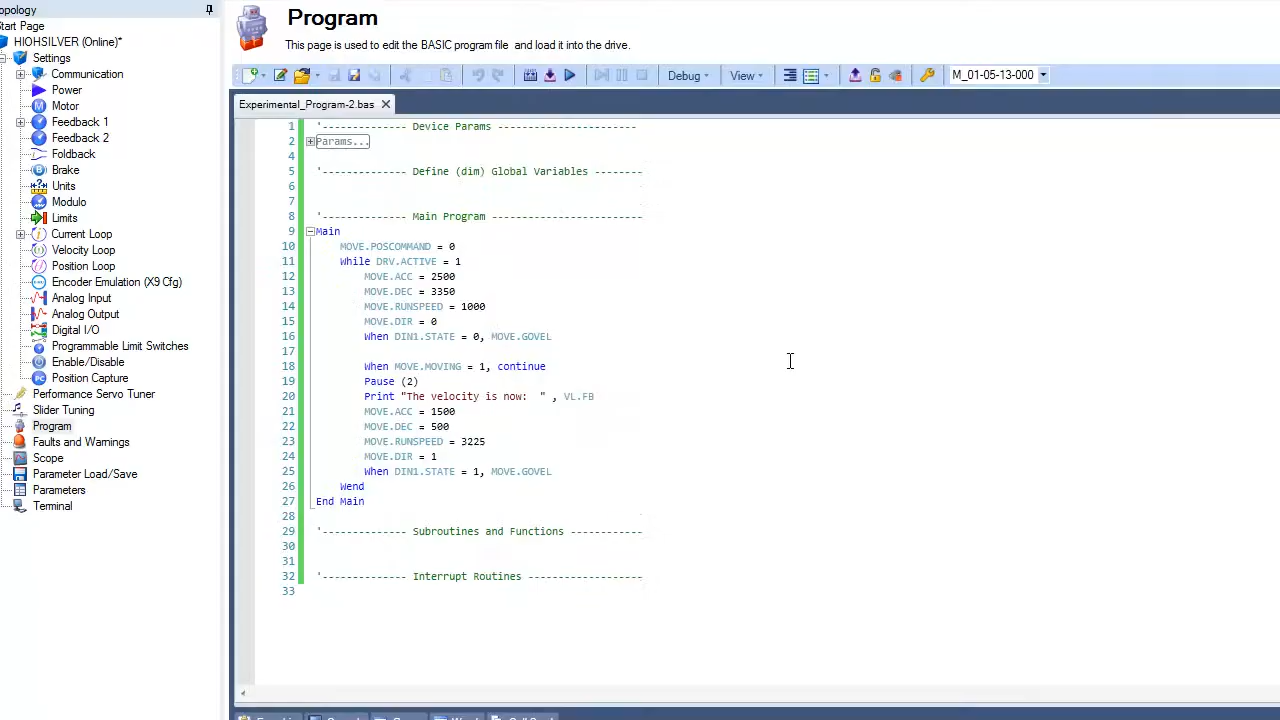 opology
tart Page
HIOHSILVER (Online)*
Settings
Communication
Power
Motor
Feedback 1
Feedback 2
Foldback
Brake
Units
Modulo
Limits
Current Loop
Velocity Loop
Position Loop
Encoder Emulation (X9 Cfg)
Analog Input
Analog Output
Digital I/O
Programmable Limit Switches
Enable/Disable
Position Capture
Perfomance Servo Tuner
Slider Tuning
Program
Faults and Warnings
Scope
Parameter Load/Save
Parameters
Terminal
Program
This page is used to edit the BASIC program file and load it into the drive.
Debug View M_01-05-13-000
Experimental_Program-2.bas
1 '-------------- Device Params -----------------------
2 Params...
4
5 '-------------- Define (dim) Global Variables --------
6
7
8 '-------------- Main Program -------------------------
9 Main
10 MOVE.POSCOMMAND = 0
11 While DRV.ACTIVE = 1
12 MOVE.ACC = 2500
13 MOVE.DEC = 3350
14 MOVE.RUNSPEED = 1000
15 MOVE.DIR = 0
16 When DIN1.STATE = 0, MOVE.GOVEL
17
18 When MOVE.MOVING = 1, continue
19 Pause (2)
20 Print "The velocity is now:  " , VL.FB
21 MOVE.ACC = 1500
22 MOVE.DEC = 500
23 MOVE.RUNSPEED = 3225
24 MOVE.DIR = 1
25 When DIN1.STATE = 1, MOVE.GOVEL
26 Wend
27 End Main
28
29 '-------------- Subroutines and Functions ------------
30
31
32 '-------------- Interrupt Routines -------------------
33